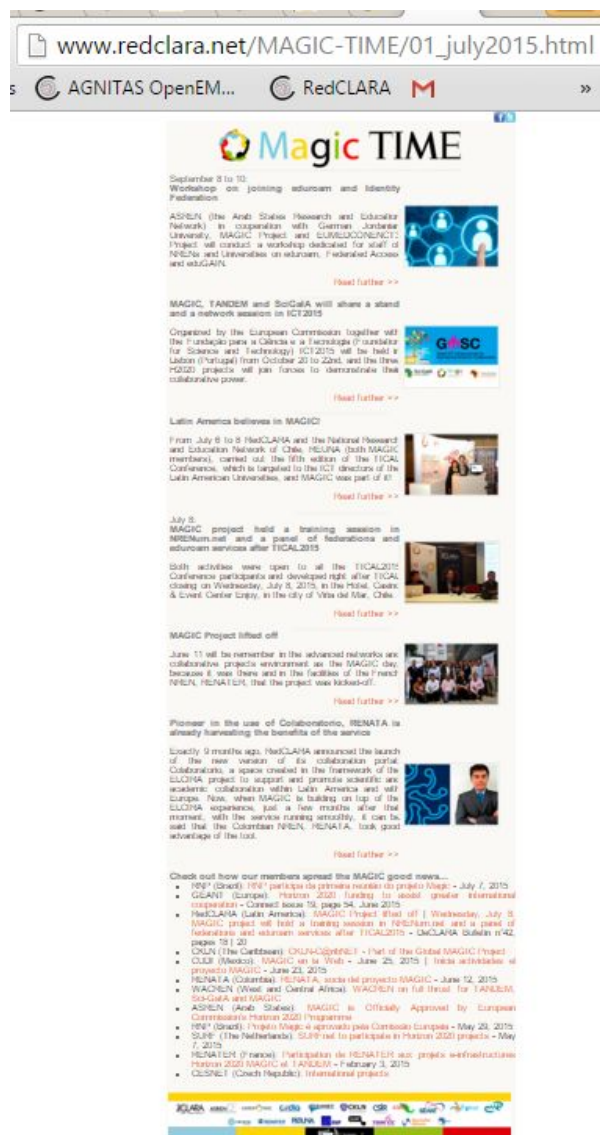 www.redclara.net/MAGIC-TIME/01_july2015.html
AGNITAS OpenEM... RedCLARA »
Magic TIME
September 8 to 10:
Workshop on joining eduroam and Identity
Federation
ASREN (the Arab States Research and Education
Network) in cooperation with German Jordanian
University, MAGIC Project and
Project will conduct a workshop dedicated for staff of
NRENs and Universities on eduroam, Federated Access
and eduGAIN.
Read further >>
MAGIC, TANDEM and SciGaIA will share a stand
and a network session in ICT2015
Organized by the European Commission together with
the Fundação para a Ciência e a Tecnologia (Foundation
for Science and Technology) ICT2015 will be held in
Lisbon (Portugal) from October 20 to 22nd, and the three
H2020 projects will join forces to demonstrate their
collaborative power.
Read further >>
Latin America believes in MAGIC!
From July 6 to 8 RedCLARA and the National Research
and Education Network of Chile, REUNA (both MAGIC
members), carried out the fifth edition of the TICAL
Conference, which is targeted to the ICT directors of the
Latin American Universities, and MAGIC was part of it!
Read further >>
July 8:
MAGIC project held a training session in
NRENum.net and a panel of federations and
eduroam services after TICAL2015
Both activities were open to all the TICAL2015
Conference participants and developed right after TICAL
closing on Wednesday, July 8, 2015, in the Hotel, Casino
& Event Center Enjoy, in the city of Viña del Mar, Chile.
Read further >>
MAGIC Project lifted off
June 11 will be remember in the advanced networks and
collaborative projects environment as the MAGIC day,
because it was there and in the facilities of the French
NREN, RENATER, that the project was kicked-off.
Read further >>
Pioneer in the use of Colaboratorio, RENATA is
already harvesting the benefits of the service
Exactly 9 months ago, RedCLARA announced the launch
of the new version of its collaboration portal,
Colaboratorio, a space created in the framework of the
ELCIRA project to support and promote scientific and
academic collaboration within Latin America and with
Europe. Now, when MAGIC is building on top of the
ELCIRA experience, just a few months after that
moment, with the service running smoothly, it can be
said that the Colombian NREN, RENATA, took good
advantage of the tool.
Read further >>
Check out how our members spread the MAGIC good news...
RNP (Brazil): RNP participa da primeira reunião do projeto Magic - July 7, 2015
GÉANT (Europe): Horizon 2020 funding to assist greater international
cooperation - Connect issue 19, page 54, June 2015
RedCLARA (Latin America): MAGIC Project lifted off | Wednesday, July 8:
MAGIC project will hold a training session in NRENum.net and a panel of
federations and eduroam services after TICAL2015 - DeCLARA Bulletin n°42,
pages 18 | 20
CKLN (The Caribbean): CKLN-C@ribNET - Part of the Global MAGIC Project
CUDI (Mexico): MAGIC en la Web - June 25, 2015 | Inicia actividades el
proyecto MAGIC - June 23, 2015
RENATA (Colombia): RENATA, socia del proyecto MAGIC - June 12, 2015
WACREN (West and Central Africa): WACREN on full thrust for TANDEM,
Sci-GaIA and MAGIC
ASREN (Arab States): MAGIC is Officially Approved by European
Commission's Horizon 2020 Programme
RNP (Brazil): Projeto Magic é aprovado pela Comissão Europeia - May 29, 2015
SURF (The Netherlands): SURFnet to participate in Horizon 2020 projects - May
7, 2015
RENATER (France): Participation de RENATER aux projets e-infrastructures
Horizon 2020 MAGIC et TANDEM - February 3, 2015
CESNET (Czech Republic): International projects